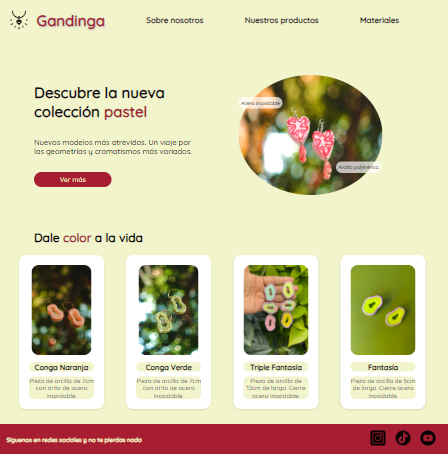 Gandinga
Sobre nosotros
Nuestros productos
Materiales
Descubre la nueva
colección pastel
Nuevos modelos más atrevidos. Un viaje por
las geometrías y cromatismos más variados.
Ver más
Acero inoxidable
Arcilla polimérica
Dale color a la vida
Conga Naranja
Pieza de arcilla de 7cm
con arito de acero
inoxidable.
Conga Verde
Pieza de arcilla de 7cm
con arito de acero
inoxidable.
Triple Fantasía
Pieza de arcilla de
12cm de largo. Cierre
acero inoxidable.
Fantasía
Pieza de arcilla de 5cm
de largo. Cierre acero
inoxidable.
Síguenos en redes sociales y no te pierdas nada